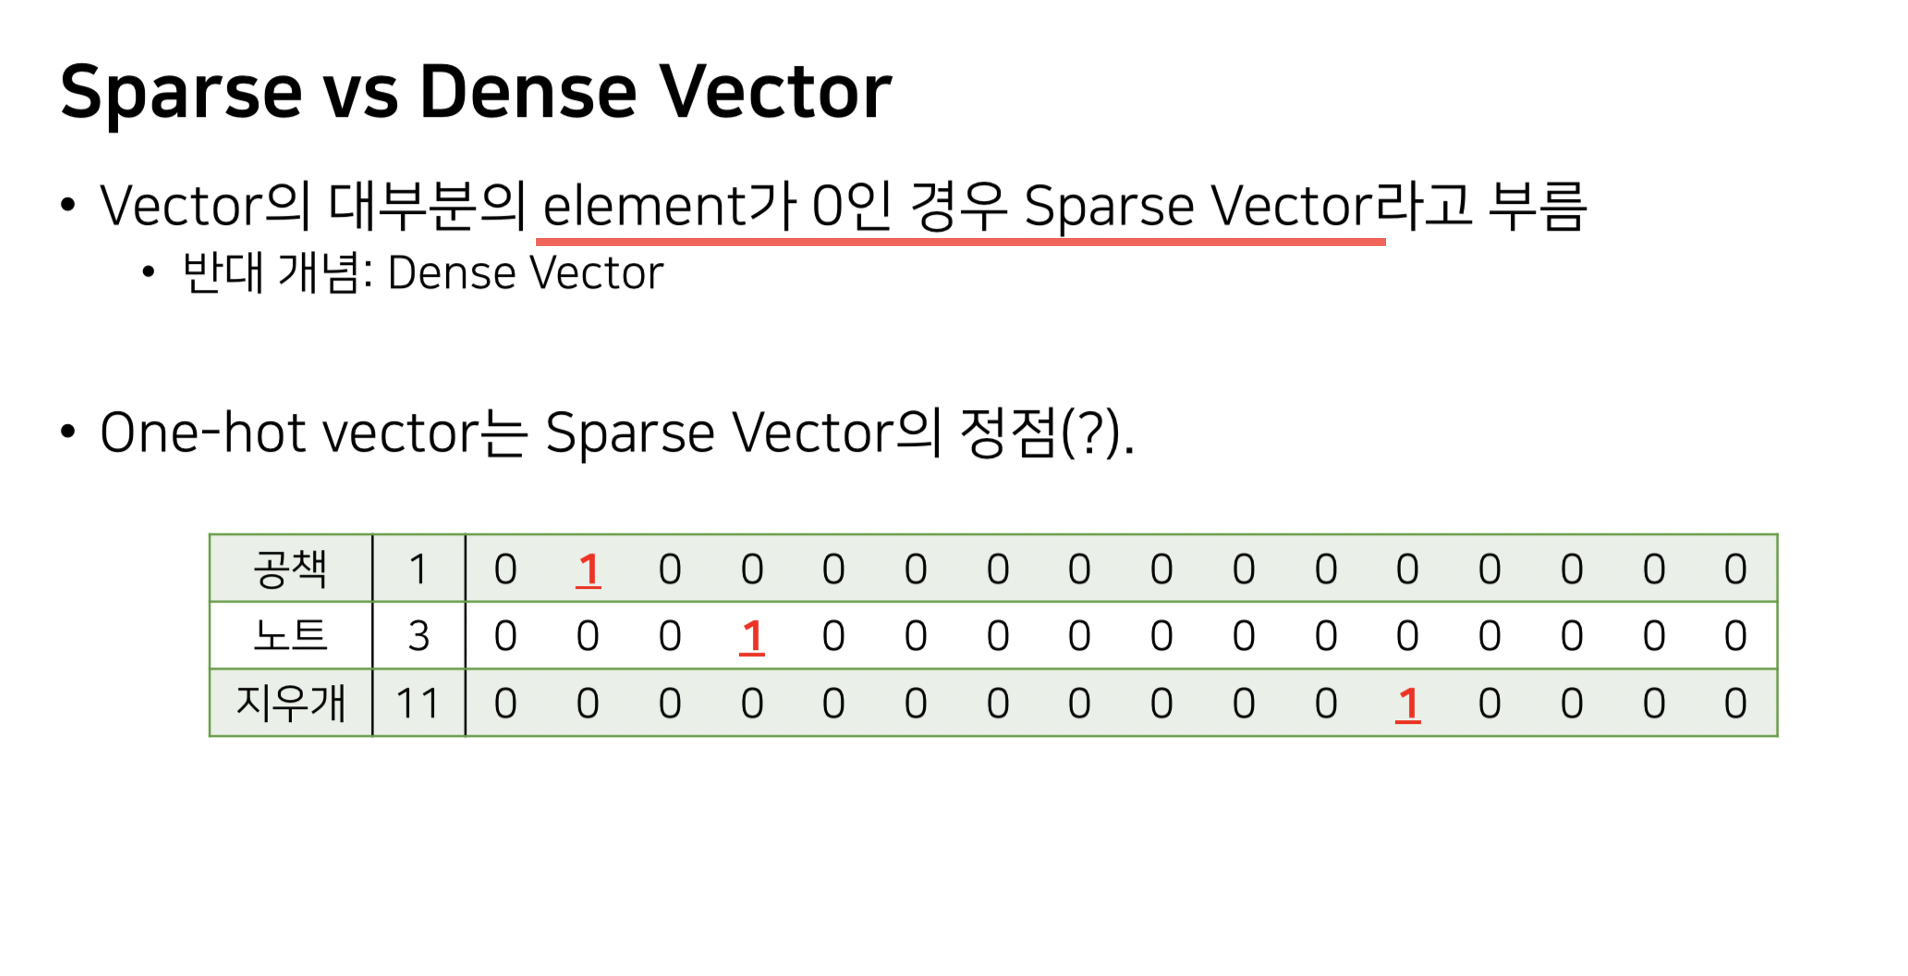 Sparse vs Dense Vector
• Vector의 대부분의 element가 0인 경우 Sparse Vector라고 부름
• 반대 개념: Dense Vector
• One-hot vector는 Sparse Vector의 정점(?).
공책 1 0 1 0 0 0 0 0 0 0 0 0 0 0 0 0 0
노트 3 0 0 0 1 0 0 0 0 0 0 0 0 0 0 0 0
지우개 11 0 0 0 0 0 0 0 0 0 0 0 1 0 0 0 0